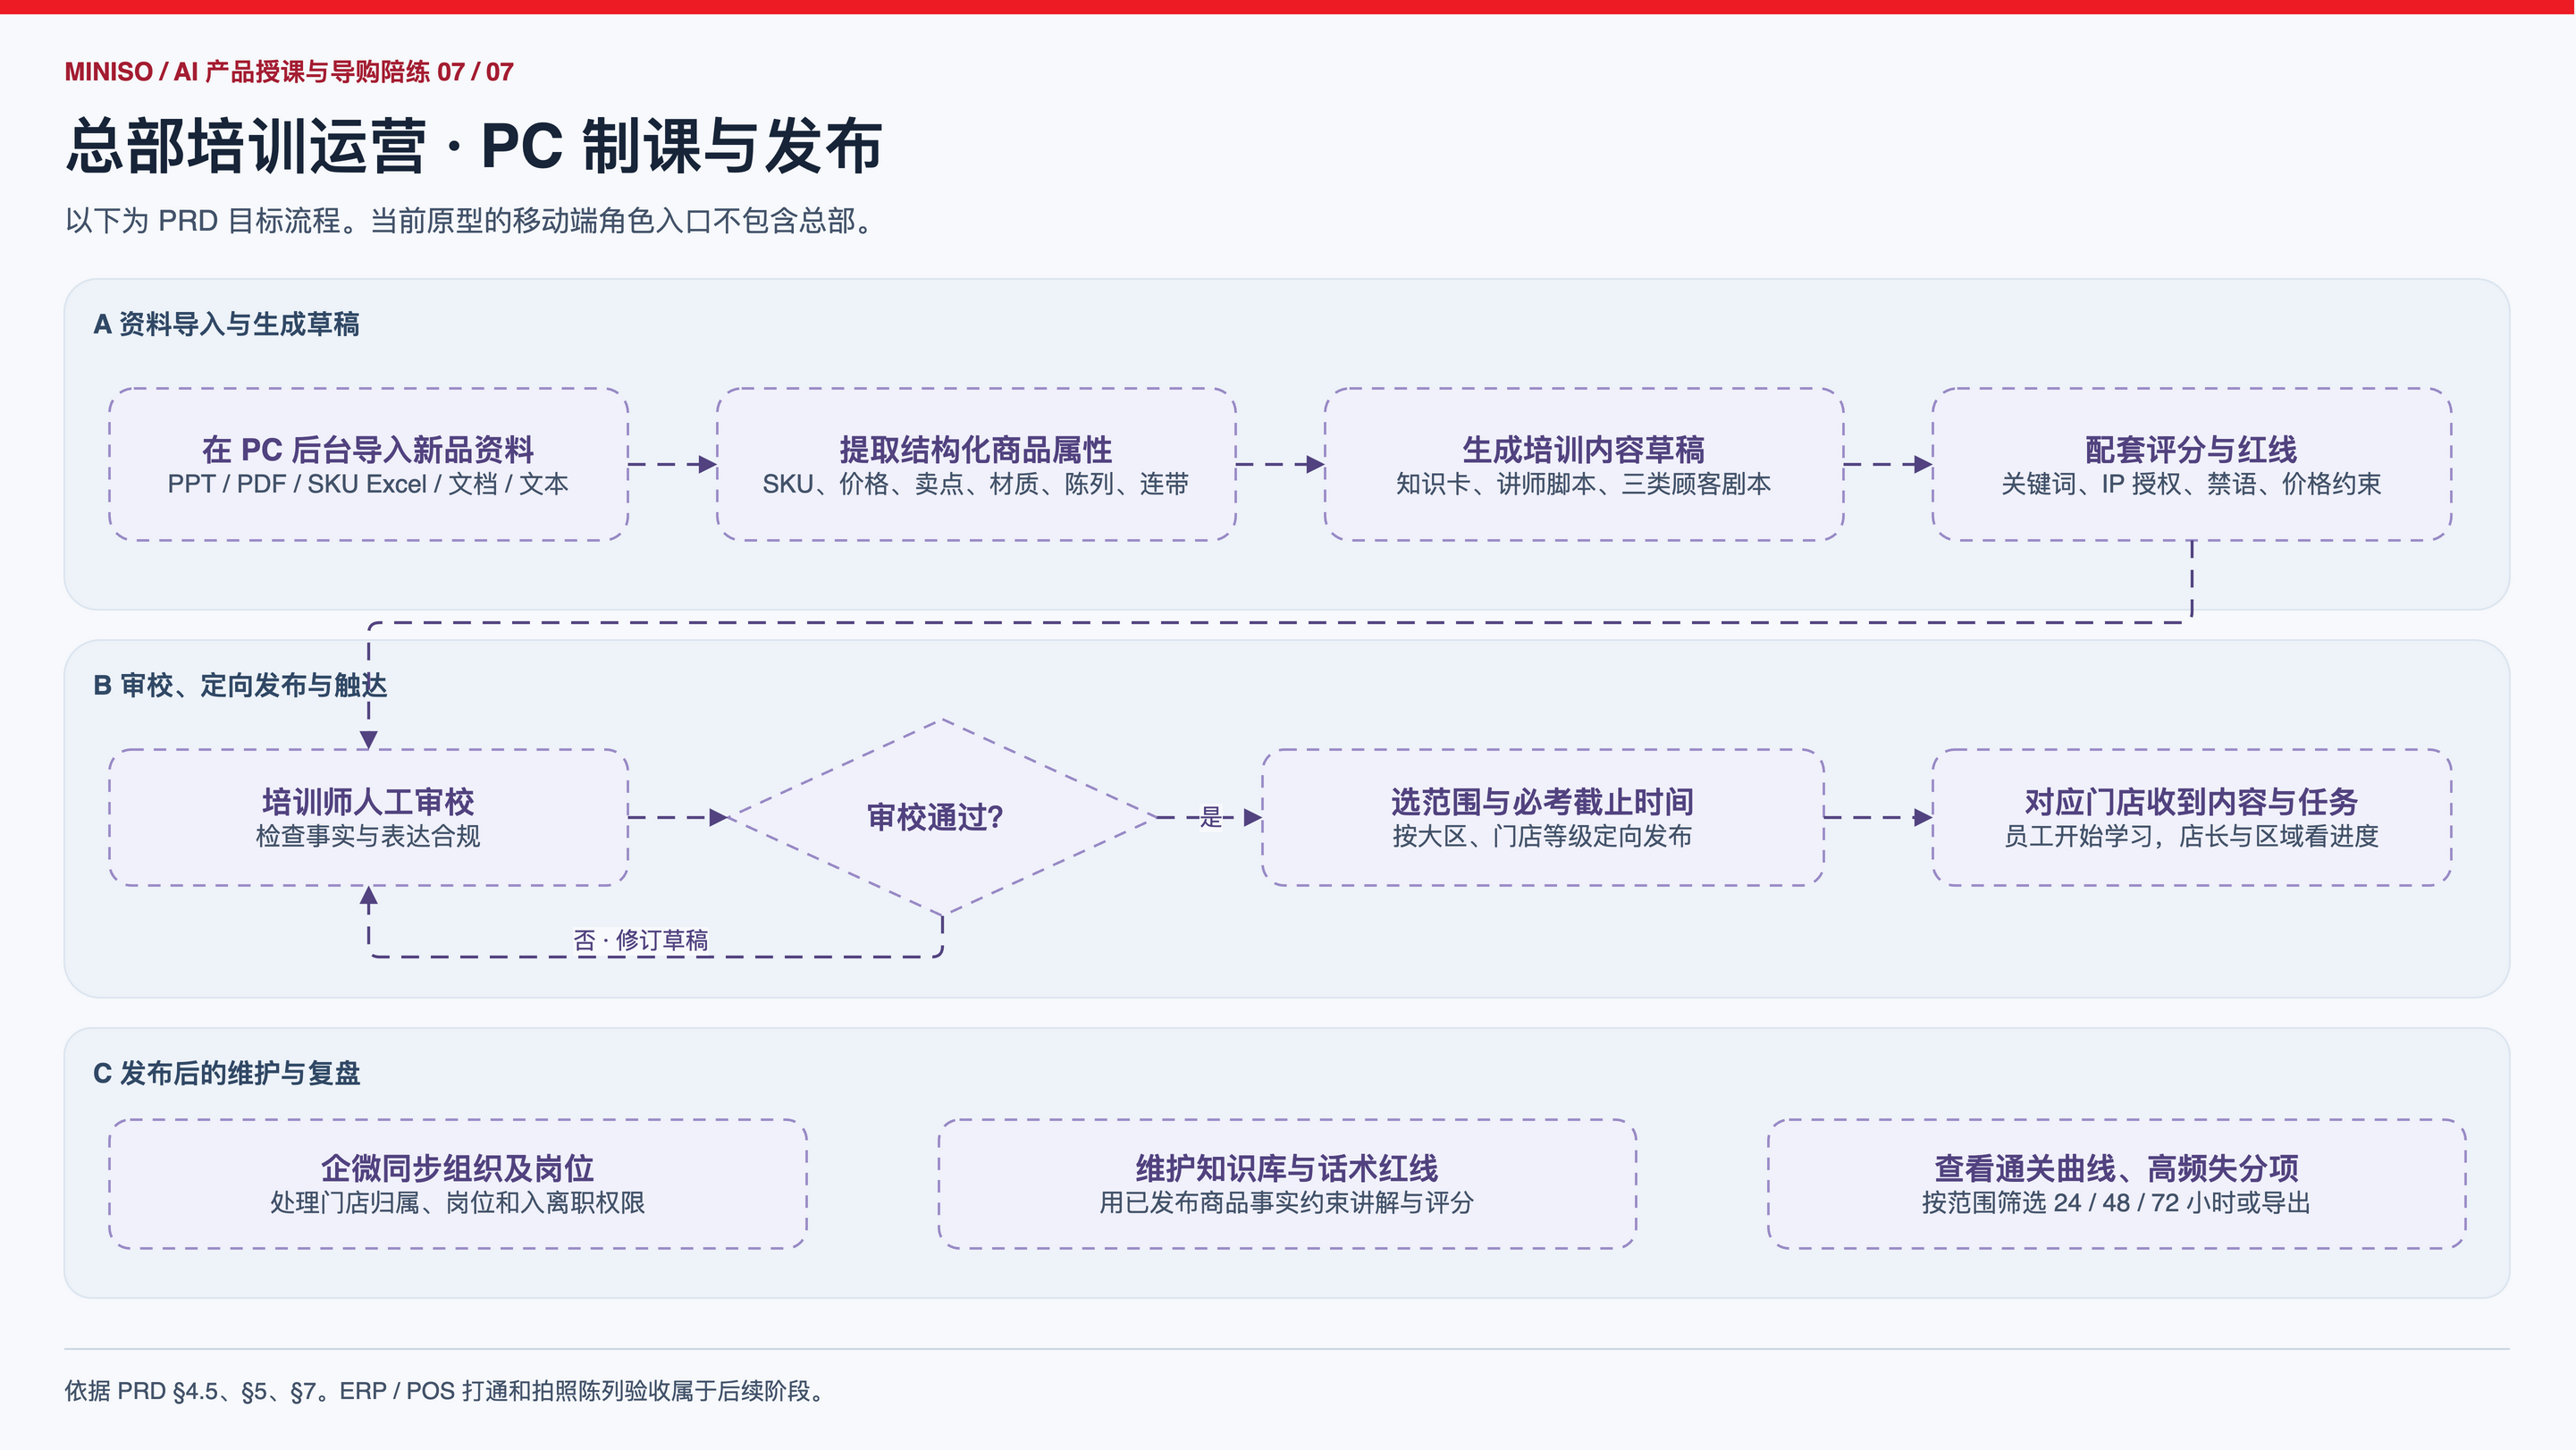 MINISO / AI 产品授课与导购陪练 07 / 07
总部培训运营 · PC 制课与发布
以下为 PRD 目标流程。当前原型的移动端角色入口不包含总部。
A 资料导入与生成草稿
在 PC 后台导入新品资料
PPT / PDF / SKU Excel / 文档 / 文本
提取结构化商品属性
SKU、价格、卖点、材质、陈列、连带
生成培训内容草稿
知识卡、讲师脚本、三类顾客剧本
配套评分与红线
关键词、IP 授权、禁语、价格约束
B 审校、定向发布与触达
培训师人工审校
检查事实与表达合规
审校通过?
是
选范围与必考截止时间
按大区、门店等级定向发布
对应门店收到内容与任务
员工开始学习，店长与区域看进度
否 · 修订草稿
C 发布后的维护与复盘
企微同步组织及岗位
处理门店归属、岗位和入离职权限
维护知识库与话术红线
用已发布商品事实约束讲解与评分
查看通关曲线、高频失分项
按范围筛选 24 / 48 / 72 小时或导出
依据 PRD §4.5、§5、§7。ERP / POS 打通和拍照陈列验收属于后续阶段。